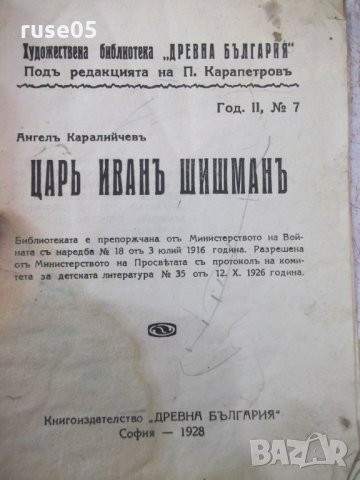 ruse05
Художествена библиотека „ДРЕВНА БЪЛГАРИЯ"
Подъ редакцията на П. Карапетровъ
Год. II, № 7
Ангелъ Каралийчевъ
ЦАРЬ ИВАНЪ ШИШМАНЪ
Библиотеката е препорѫчана отъ Министерството на Вой-
ната съ наредба № 18 отъ 3 юлий 1916 година. Разрешена
отъ Министерството на Просвѣтата съ протоколъ на коми-
тета за детската литература № 35 отъ 12. X. 1926 година.
Книгоиздателство „ДРЕВНА БЪЛГАРИЯ"
София — 1928
BAZAR